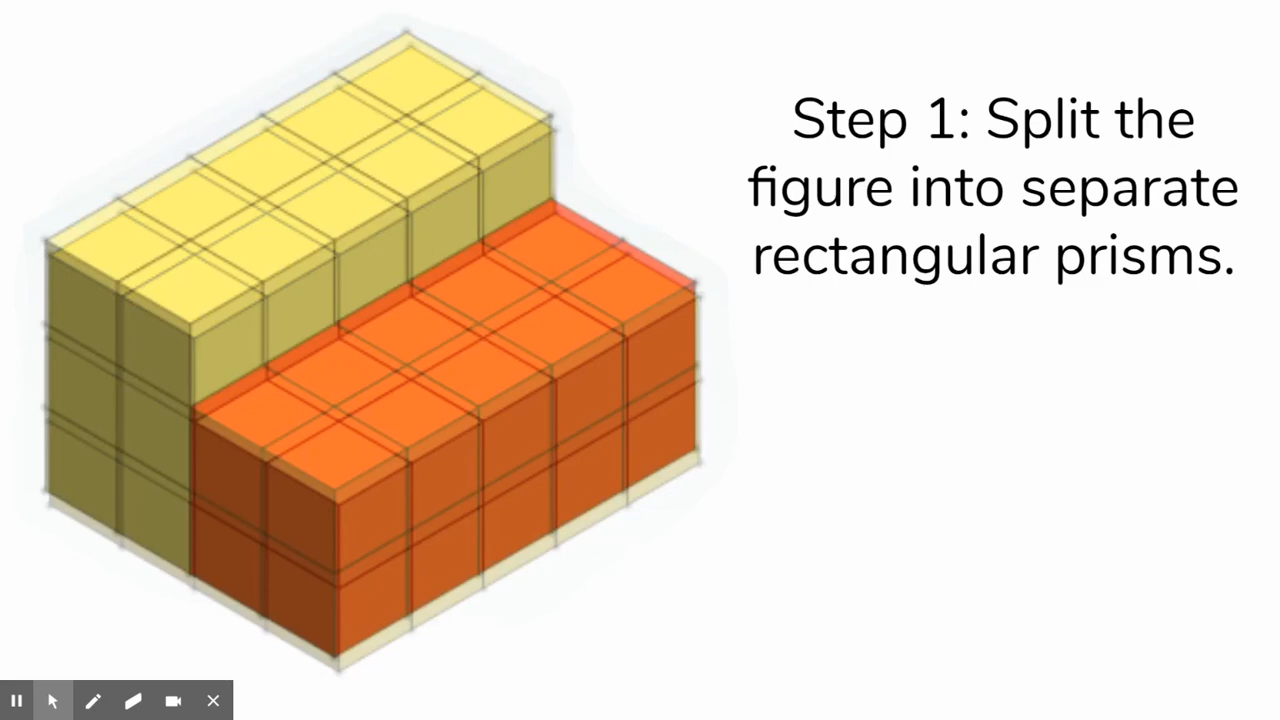 Step 1: Split the
figure into separate
rectangular prisms.